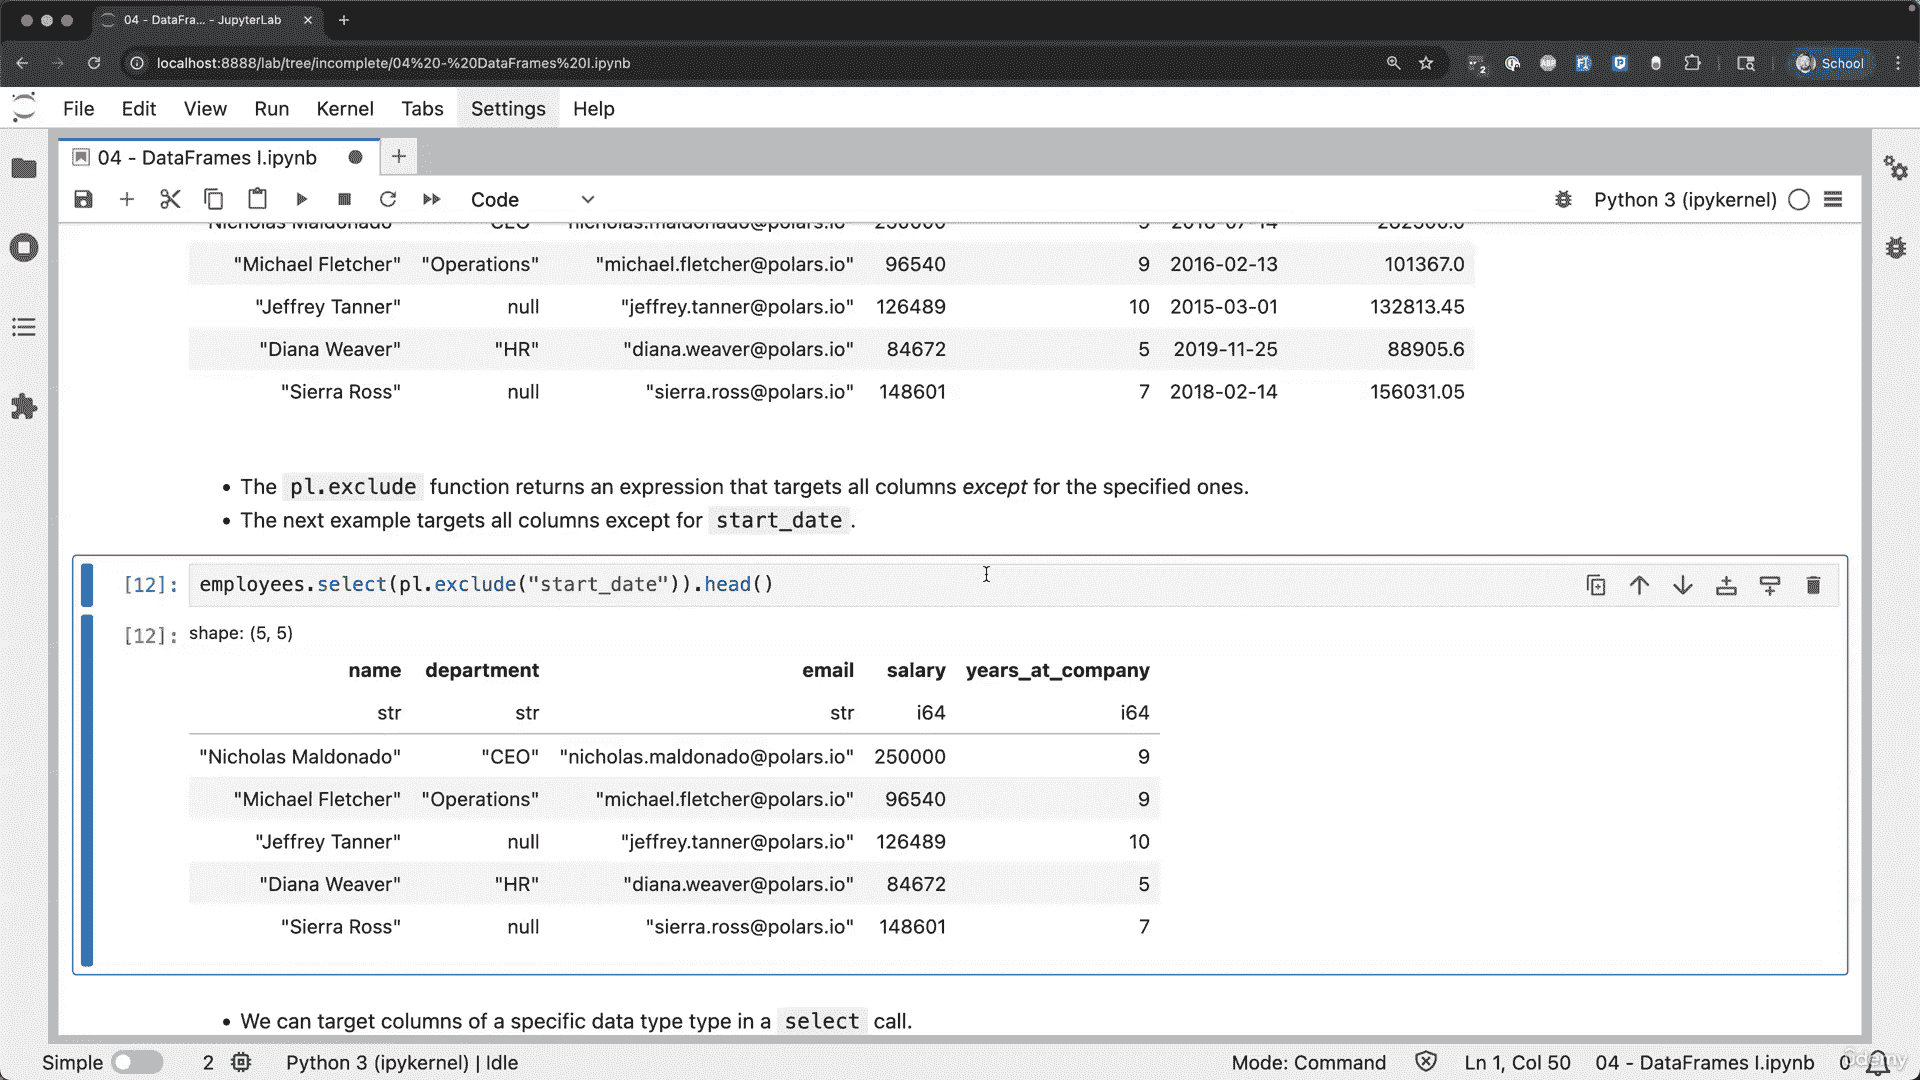 04 - DataFra... - JupyterLab
localhost:8888/lab/tree/incomplete/04%20-%20DataFrames%20I.ipynb
School
File Edit View Run Kernel Tabs Settings Help
04 - DataFrames I.ipynb
Code
Python 3 (ipykernel)
"Michael Fletcher" "Operations" "michael.fletcher@polars.io" 96540 9 2016-02-13 101367.0
"Jeffrey Tanner" null "jeffrey.tanner@polars.io" 126489 10 2015-03-01 132813.45
"Diana Weaver" "HR" "diana.weaver@polars.io" 84672 5 2019-11-25 88905.6
"Sierra Ross" null "sierra.ross@polars.io" 148601 7 2018-02-14 156031.05
• The pl.exclude function returns an expression that targets all columns except for the specified ones.
• The next example targets all columns except for start_date .
[12]: employees.select(pl.exclude("start_date")).head()
[12]: shape: (5, 5)
name department email salary years_at_company
str str str i64 i64
"Nicholas Maldonado" "CEO" "nicholas.maldonado@polars.io" 250000 9
"Michael Fletcher" "Operations" "michael.fletcher@polars.io" 96540 9
"Jeffrey Tanner" null "jeffrey.tanner@polars.io" 126489 10
"Diana Weaver" "HR" "diana.weaver@polars.io" 84672 5
"Sierra Ross" null "sierra.ross@polars.io" 148601 7
• We can target columns of a specific data type type in a select call.
Simple 2 Python 3 (ipykernel) | Idle Mode: Command Ln 1, Col 50 04 - DataFrames I.ipynb 0
Udemy